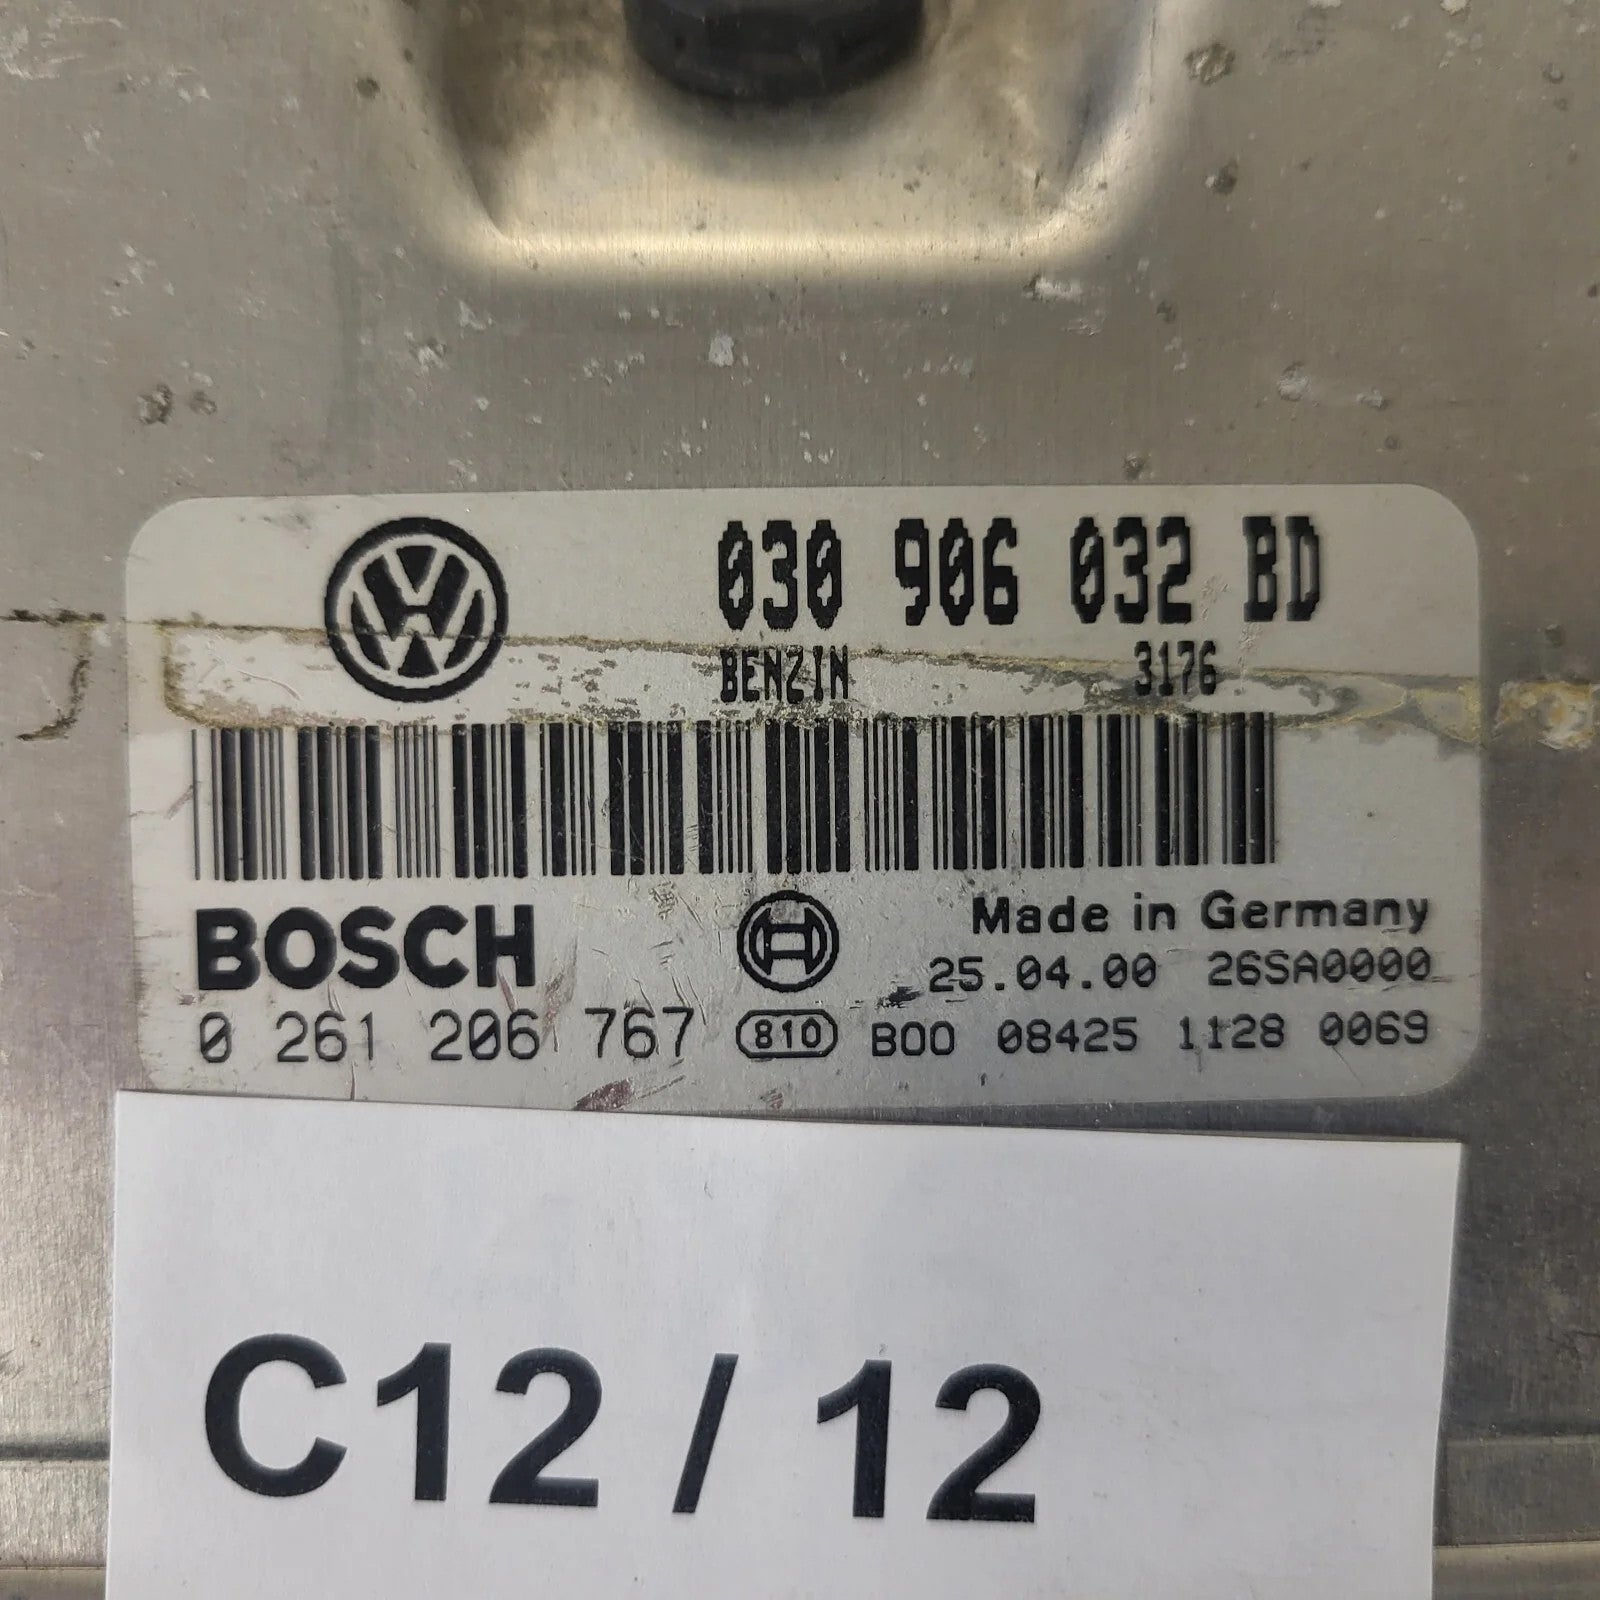 030 906 032 BD
BENZIN 3176
BOSCH Made in Germany
25.04.00 26SA0000
0 261 206 767 810 B00 08425 1128 0069
C12 / 12